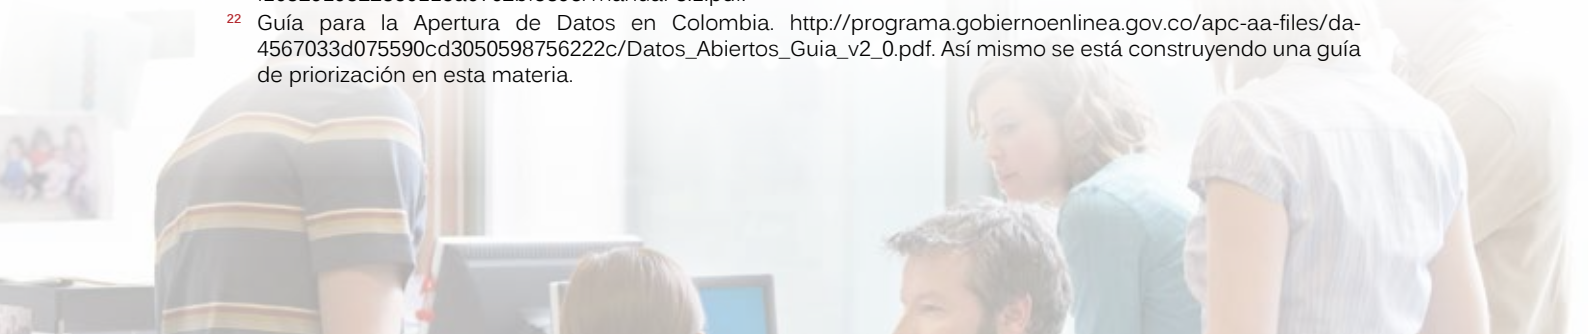 22 Guía para la Apertura de Datos en Colombia. http://programa.gobiernoenlinea.gov.co/apc-aa-files/da-
4567033d075590cd3050598756222c/Datos_Abiertos_Guia_v2_0.pdf. Así mismo se está construyendo una guía
de priorización en esta materia.